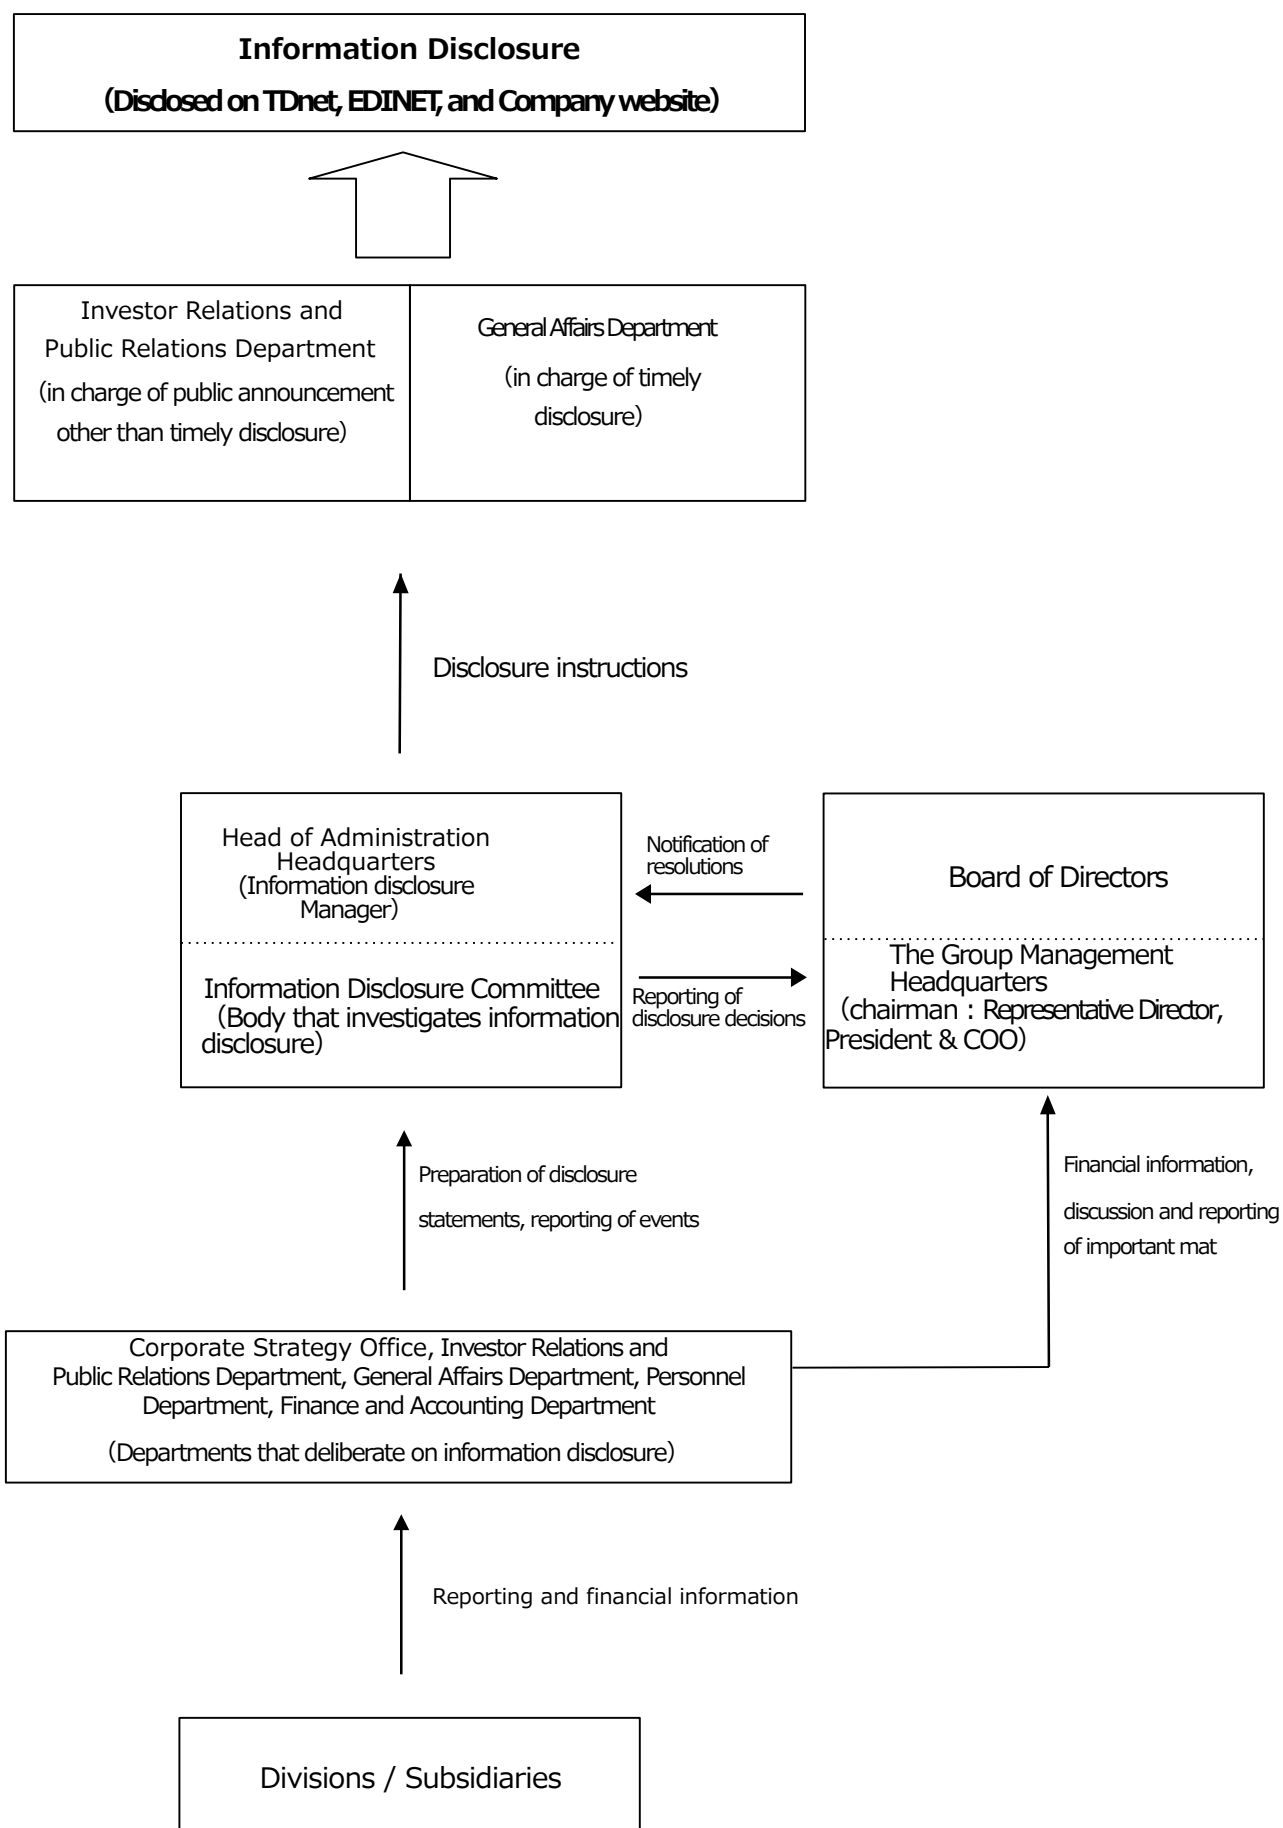 Information Disclosure
（Disclosed on TDnet, EDINET, and Company website）
Investor Relations and
Public Relations Department
（in charge of public announcement
other than timely disclosure）
General Affairs Department
（in charge of timely
disclosure）
Disclosure instructions
Head of Administration
Headquarters
(Information disclosure
Manager）
Notification of
resolutions
Board of Directors
Information Disclosure Committee
（Body that investigates information
disclosure）
Reporting of
disclosure decisions
The Group Management
Headquarters
（chairman：Representative Director,
President & COO）
Preparation of disclosure
statements, reporting of events
Financial information,
discussion and reporting
of important mat
Corporate Strategy Office, Investor Relations and
Public Relations Department, General Affairs Department, Personnel
Department, Finance and Accounting Department
（Departments that deliberate on information disclosure）
Reporting and financial information
Divisions / Subsidiaries